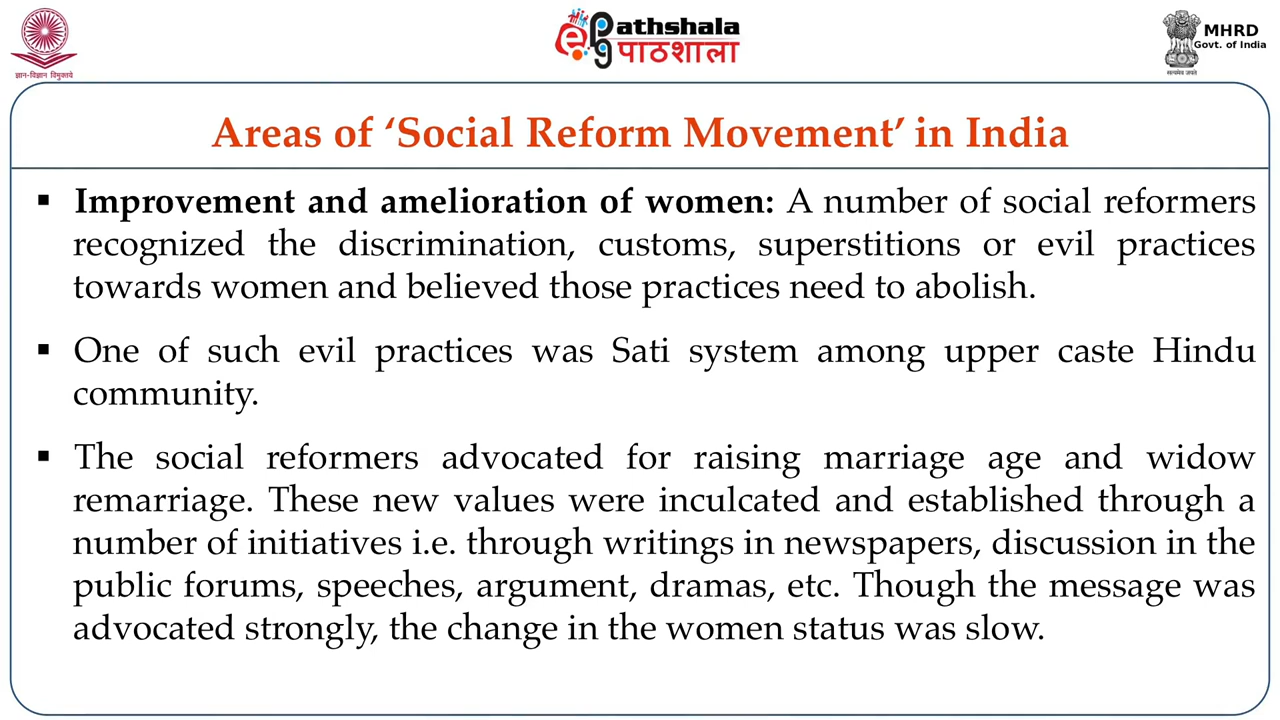 ज्ञान-विज्ञान विमुक्तये
ePg Pathshala
पाठशाला
MHRD
Govt. of India
सत्यमेव जयते
Areas of ‘Social Reform Movement’ in India
▪ Improvement and amelioration of women: A number of social reformers
recognized the discrimination, customs, superstitions or evil practices
towards women and believed those practices need to abolish.
▪ One of such evil practices was Sati system among upper caste Hindu
community.
▪ The social reformers advocated for raising marriage age and widow
remarriage. These new values were inculcated and established through a
number of initiatives i.e. through writings in newspapers, discussion in the
public forums, speeches, argument, dramas, etc. Though the message was
advocated strongly, the change in the women status was slow.